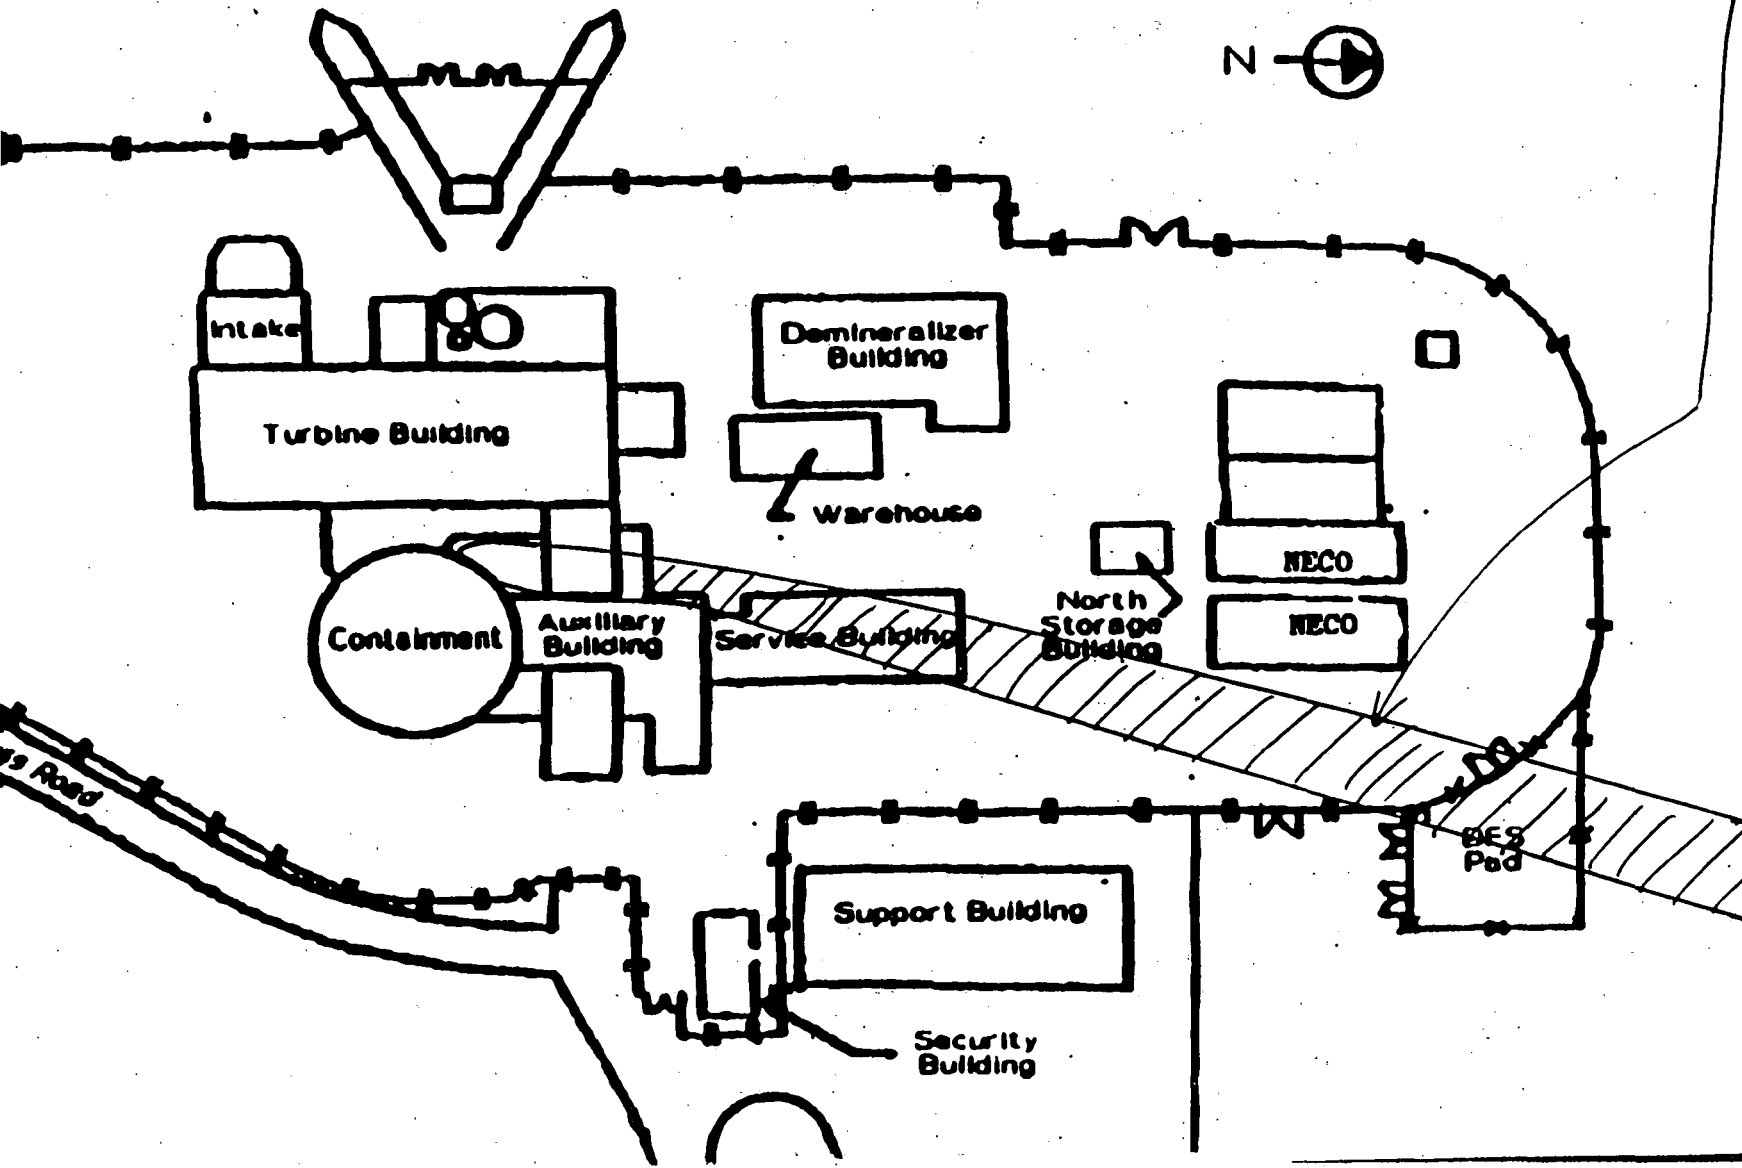 N
Intake
Demineralizer
Building
Turbine Building
Warehouse
NECO
North
Storage
Building
NECO
Containment
Auxiliary
Building
Service Building
Road
Pad
Support Building
Security
Building